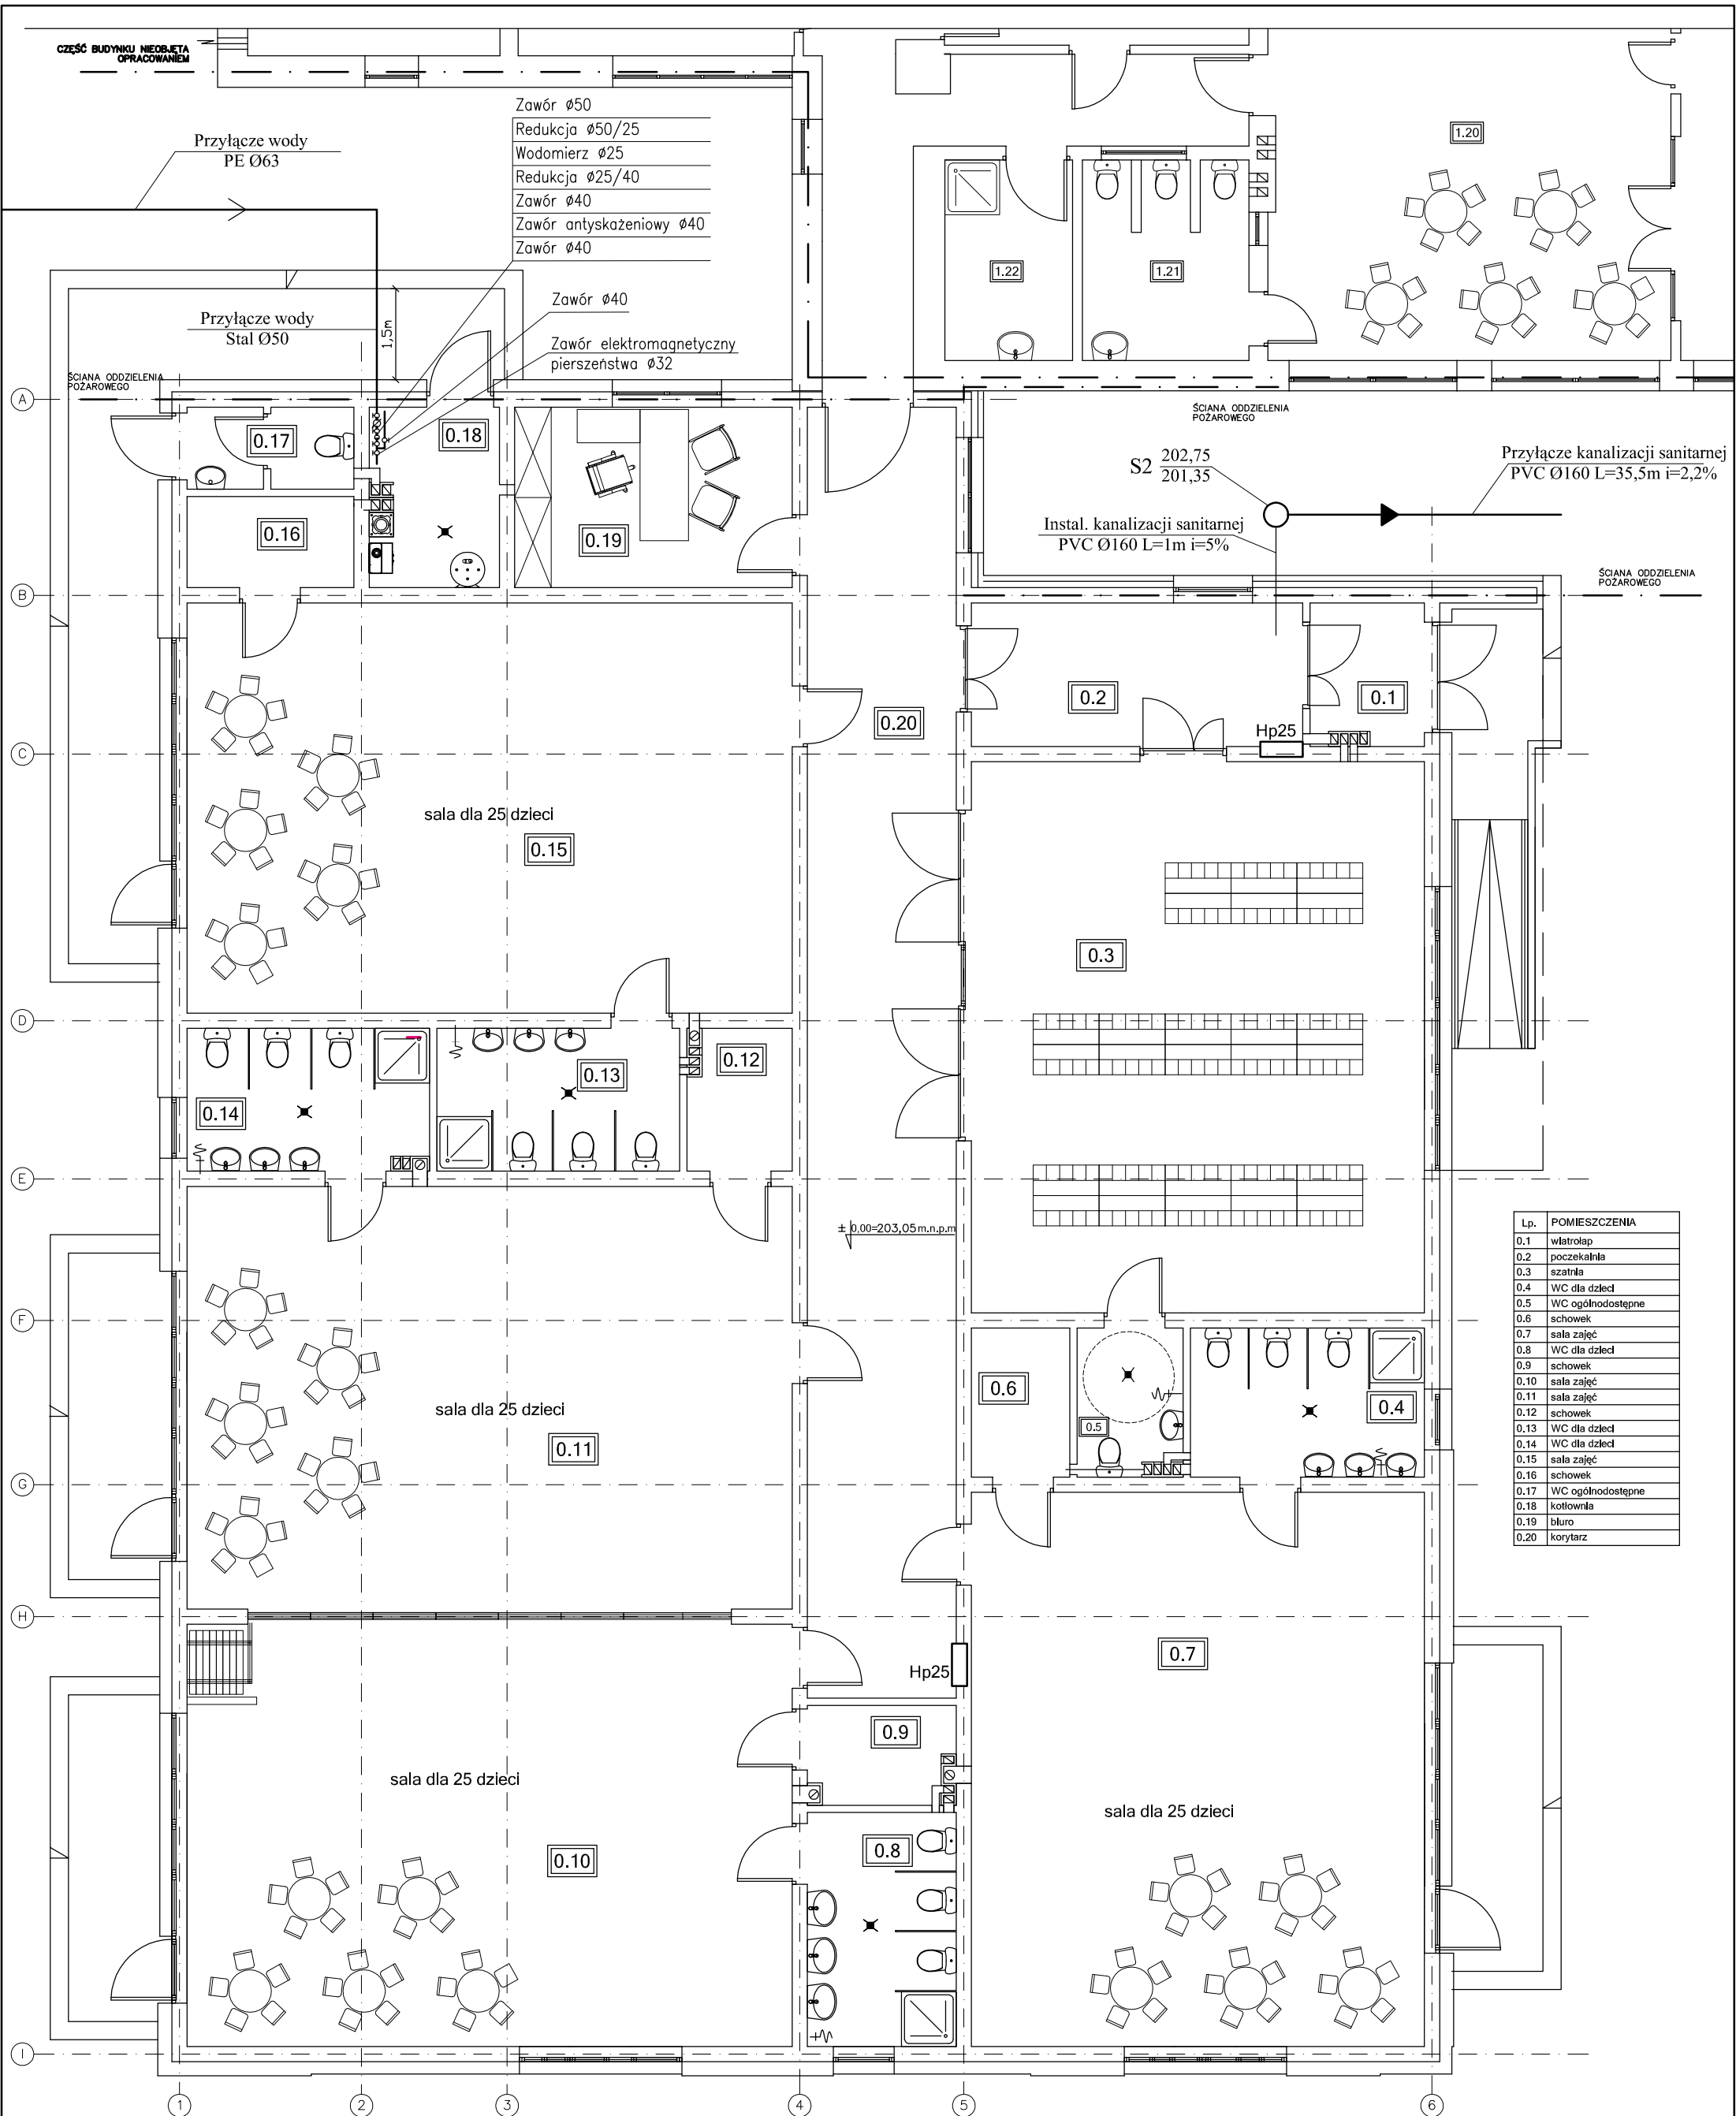 CZĘŚĆ BUDYNKU NIEOBJĘTA
OPRACOWANIEM
Przyłącze wody
PE Ø63
Zawór ø50
Redukcja ø50/25
Wodomierz ø25
Redukcja ø25/40
Zawór ø40
Zawór antyskażeniowy ø40
Zawór ø40
1.20
1.22
1.21
Przyłącze wody
Stal Ø50
1,5m
Zawór ø40
Zawór elektromagnetyczny
pierszeństwa ø32
ŚCIANA ODDZIELENIA
POŻAROWEGO
A
ŚCIANA ODDZIELENIA
POŻAROWEGO
0.17
0.18
S2 202,75
201,35
Przyłącze kanalizacji sanitarnej
PVC Ø160 L=35,5m i=2,2%
0.16
0.19
Instal. kanalizacji sanitarnej
PVC Ø160 L=1m i=5%
ŚCIANA ODDZIELENIA
POŻAROWEGO
B
0.2
0.1
0.20
Hp25
C
sala dla 25 dzieci
0.15
0.3
D
0.13
0.12
0.14
E
± 0,00=203,05m.n.p.m
Lp. POMIESZCZENIA
0.1 wiatrołap
0.2 poczekalnia
0.3 szatnia
0.4 WC dla dzieci
0.5 WC ogólnodostępne
0.6 schowek
0.7 sala zajęć
0.8 WC dla dzieci
0.9 schowek
0.10 sala zajęć
0.11 sala zajęć
0.12 schowek
0.13 WC dla dzieci
0.14 WC dla dzieci
0.15 sala zajęć
0.16 schowek
0.17 WC ogólnodostępne
0.18 kotłownia
0.19 biuro
0.20 korytarz
F
0.6
0.5
0.4
sala dla 25 dzieci
0.11
G
H
0.7
Hp25
0.9
sala dla 25 dzieci
sala dla 25 dzieci
0.8
0.10
I
1
2
3
4
5
6